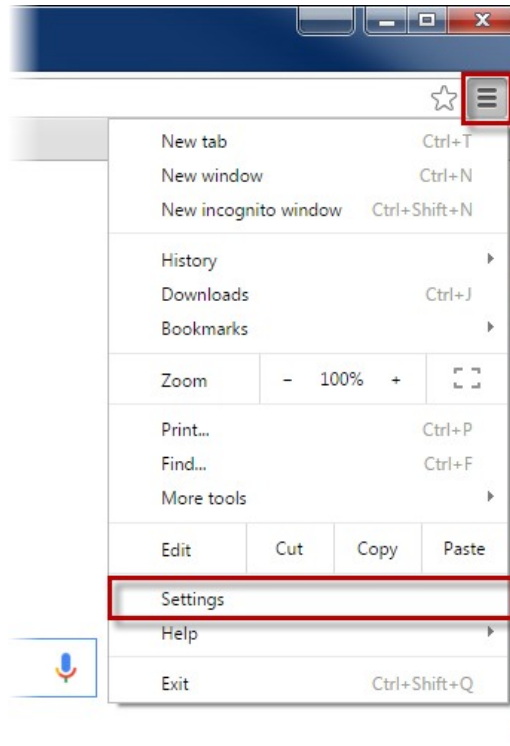 New tab Ctrl+T
New window Ctrl+N
New incognito window Ctrl+Shift+N
History
Downloads Ctrl+J
Bookmarks
Zoom - 100% +
Print... Ctrl+P
Find... Ctrl+F
More tools
Edit Cut Copy Paste
Settings
Help
Exit Ctrl+Shift+Q